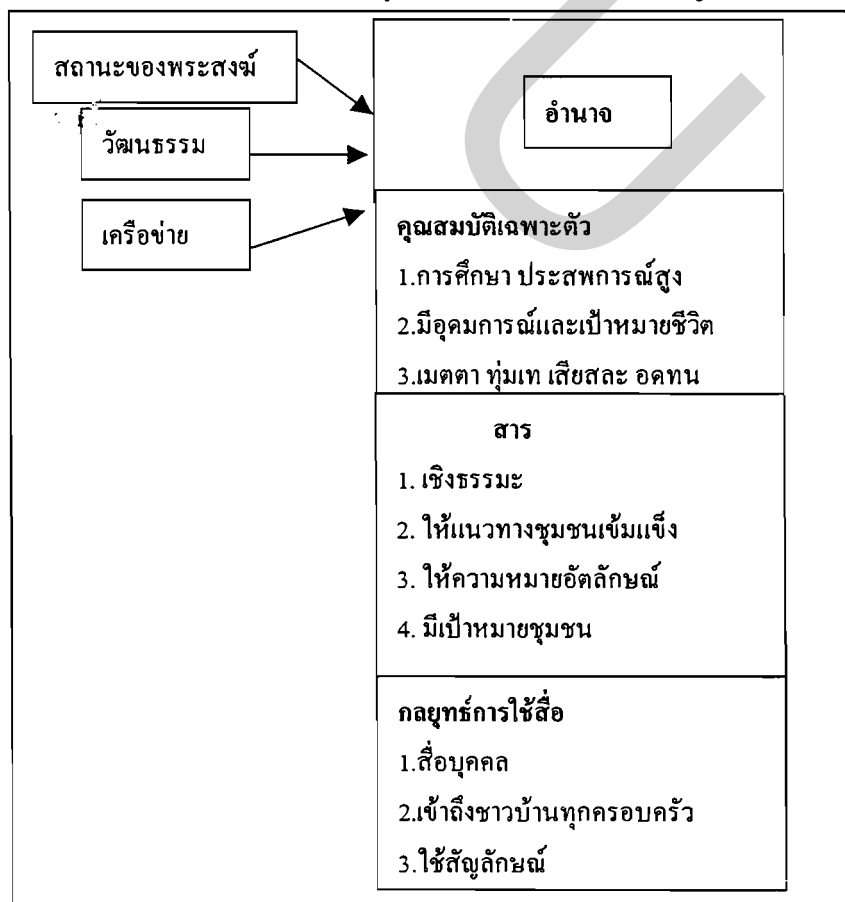 สถานะของพระสงฆ์
อำนาจ
วัฒนธรรม
เครือข่าย
คุณสมบัติเฉพาะตัว
1.การศึกษา ประสพการณ์สูง
2.มีอุดมการณ์และเป้าหมายชีวิต
3.เมตตา ทุ่มเท เสียสละ อดทน
สาร
1. เชิงธรรมะ
2. ให้แนวทางชุมชนเข้มแข็ง
3. ให้ความหมายอัตลักษณ์
4. มีเป้าหมายชุมชน
กลยุทธ์การใช้สื่อ
1.สื่อบุคคล
2.เข้าถึงชาวบ้านทุกครอบครัว
3.ใช้สัญลักษณ์